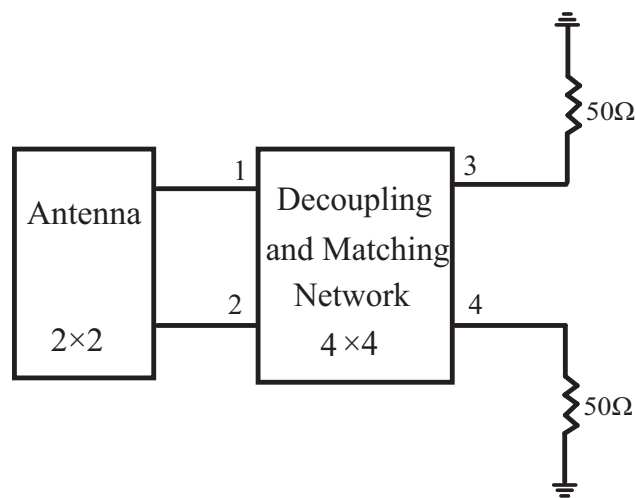 50Ω
1
3
Antenna
Decoupling
and Matching
Network
2
4
2×2
4×4
50Ω